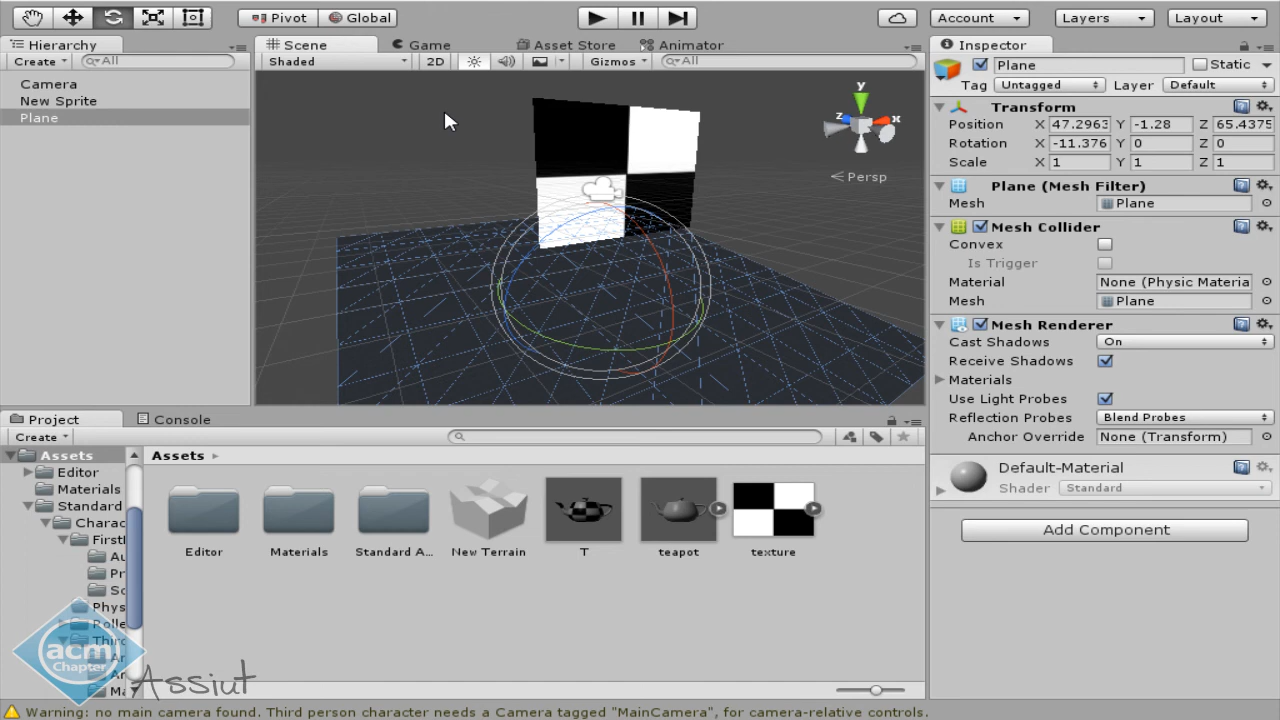 Pivot Global Account Layers Layout
Hierarchy
Create All
Camera
New Sprite
Plane
Scene Game Asset Store Animator
Shaded 2D Gizmos All
y
z x
Persp
Inspector
Plane Static
Tag Untagged Layer Default
Transform
Position X 47.2963 Y -1.28 Z 65.4375
Rotation X -11.376 Y 0 Z 0
Scale X 1 Y 1 Z 1
Plane (Mesh Filter)
Mesh Plane
Mesh Collider
Convex
Is Trigger
Material None (Physic Materia
Mesh Plane
Mesh Renderer
Cast Shadows On
Receive Shadows
Materials
Use Light Probes
Reflection Probes Blend Probes
Anchor Override None (Transform)
Default-Material
Shader Standard
Add Component
Project Console
Create
Assets
Editor
Materials
Standard
Charac
First
Au
Pr
Sc
Phys
Rolle
Third
Ar
Ma
Assets
Editor Materials Standard A... New Terrain T teapot texture
acm
Chapter
Assiut
Warning: no main camera found. Third person character needs a Camera tagged "MainCamera", for camera-relative controls.